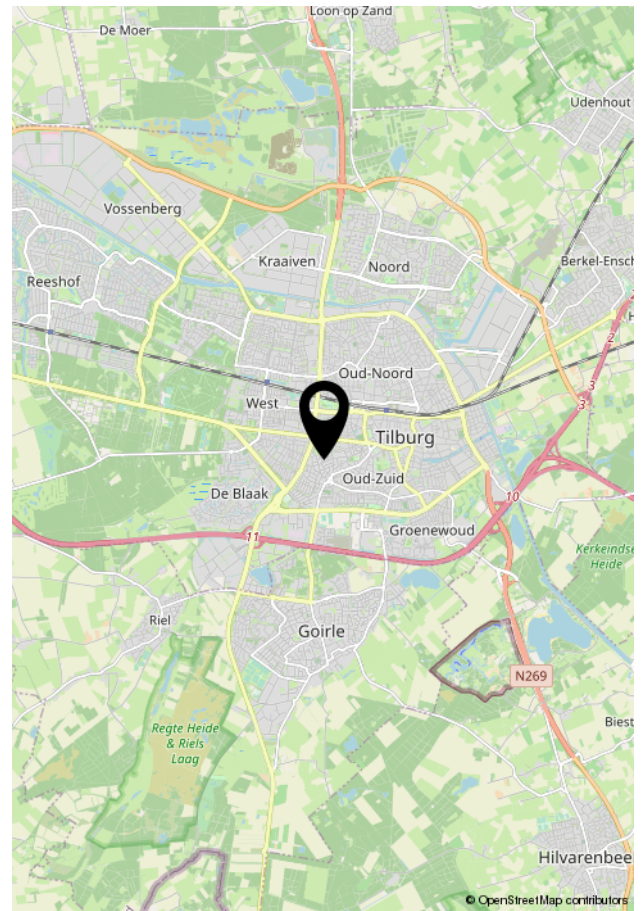 Loon op Zand
De Moer
Udenhout
Vossenberg
Kraaiven
Noord
Berkel-Ensch
Reeshof
2
3
3
Oud-Noord
West
Tilburg
De Blaak
Oud-Zuid
10
Groenewoud
11
Kerkeindse
Heide
Riel
Goirle
N269
Biest
Regte Heide
& Riels
Laag
Hilvarenbee
© OpenStreetMap contributors